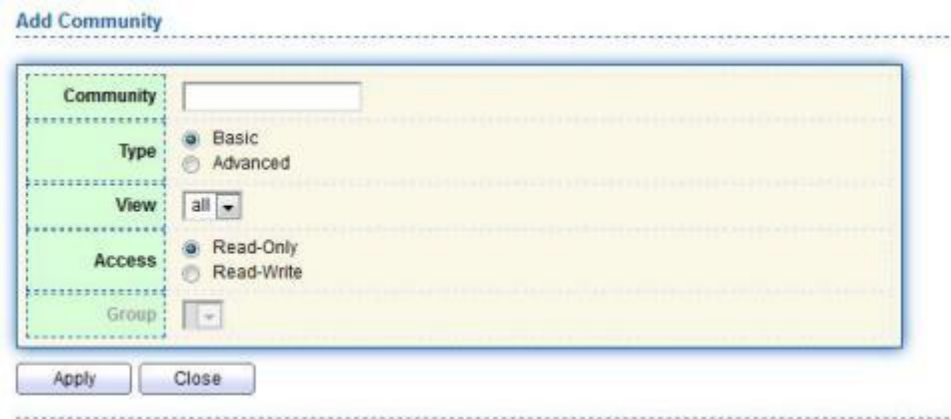 Add Community
Community
Type
Basic
Advanced
View
all
Access
Read-Only
Read-Write
Group
Apply
Close